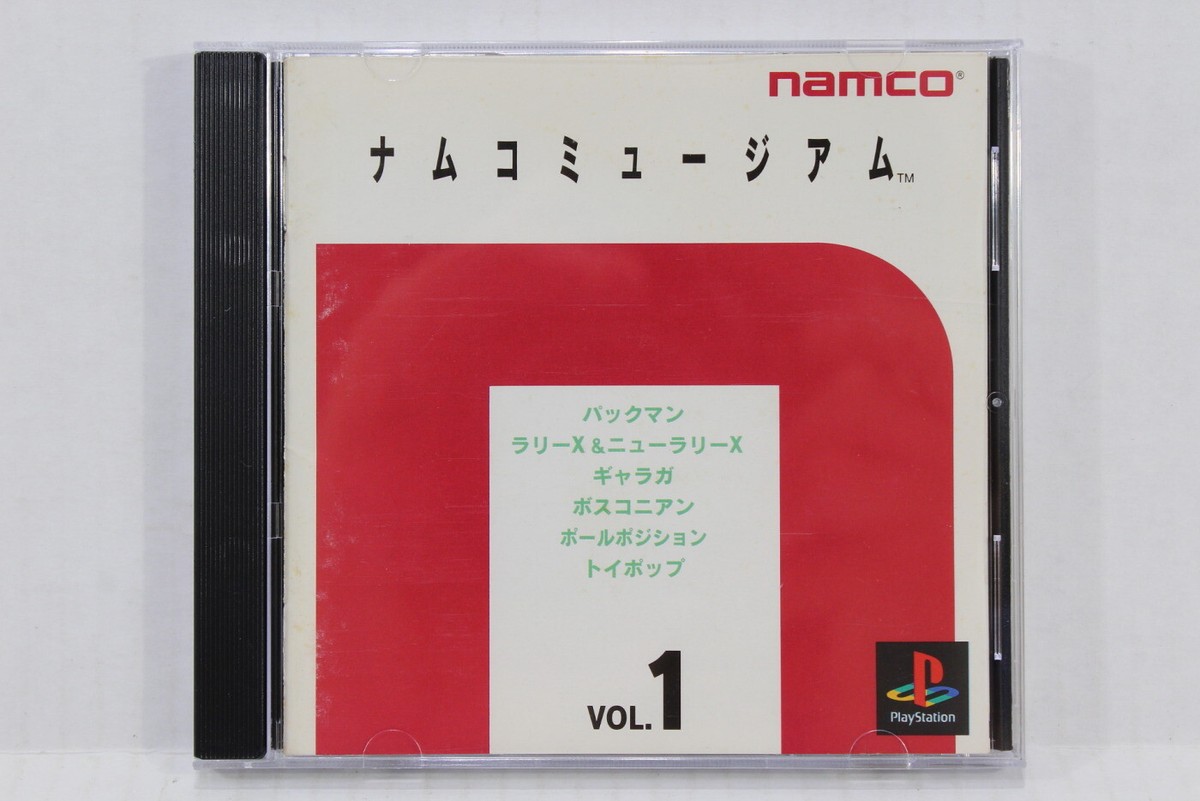 namco®
ナムコミュージアム™
パックマン
ラリーX&ニューラリーX
ギャラガ
ボスコニアン
ポールポジション
トイポップ
VOL.1
PlayStation